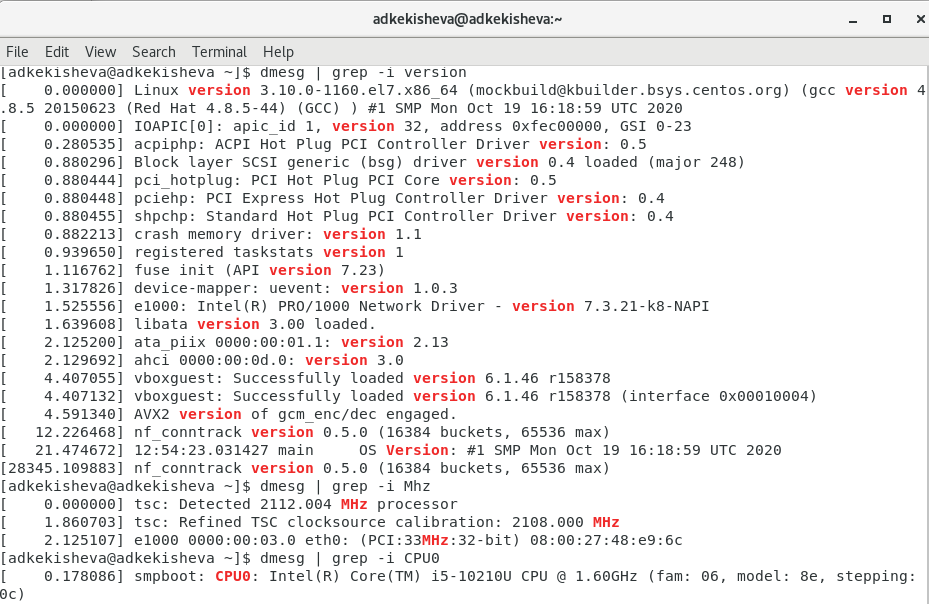 adkekisheva@adkekisheva:~
File Edit View Search Terminal Help
[adkekisheva@adkekisheva ~]$ dmesg | grep -i version
[    0.000000] Linux version 3.10.0-1160.el7.x86_64 (mockbuild@kbuilder.bsys.centos.org) (gcc version 4
.8.5 20150623 (Red Hat 4.8.5-44) (GCC) ) #1 SMP Mon Oct 19 16:18:59 UTC 2020
[    0.000000] IOAPIC[0]: apic_id 1, version 32, address 0xfec00000, GSI 0-23
[    0.280535] acpiphp: ACPI Hot Plug PCI Controller Driver version: 0.5
[    0.880296] Block layer SCSI generic (bsg) driver version 0.4 loaded (major 248)
[    0.880444] pci_hotplug: PCI Hot Plug PCI Core version: 0.5
[    0.880448] pciehp: PCI Express Hot Plug Controller Driver version: 0.4
[    0.880455] shpchp: Standard Hot Plug PCI Controller Driver version: 0.4
[    0.882213] crash memory driver: version 1.1
[    0.939650] registered taskstats version 1
[    1.116762] fuse init (API version 7.23)
[    1.317826] device-mapper: uevent: version 1.0.3
[    1.525556] e1000: Intel(R) PRO/1000 Network Driver - version 7.3.21-k8-NAPI
[    1.639608] libata version 3.00 loaded.
[    2.125200] ata_piix 0000:00:01.1: version 2.13
[    2.129692] ahci 0000:00:0d.0: version 3.0
[    4.407055] vboxguest: Successfully loaded version 6.1.46 r158378
[    4.407132] vboxguest: Successfully loaded version 6.1.46 r158378 (interface 0x00010004)
[    4.591340] AVX2 version of gcm_enc/dec engaged.
[   12.226468] nf_conntrack version 0.5.0 (16384 buckets, 65536 max)
[   21.474672] 12:54:23.031427 main     OS Version: #1 SMP Mon Oct 19 16:18:59 UTC 2020
[28345.109883] nf_conntrack version 0.5.0 (16384 buckets, 65536 max)
[adkekisheva@adkekisheva ~]$ dmesg | grep -i Mhz
[    0.000000] tsc: Detected 2112.004 MHz processor
[    1.860703] tsc: Refined TSC clocksource calibration: 2108.000 MHz
[    2.125107] e1000 0000:00:03.0 eth0: (PCI:33MHz:32-bit) 08:00:27:48:e9:6c
[adkekisheva@adkekisheva ~]$ dmesg | grep -i CPU0
[    0.178086] smpboot: CPU0: Intel(R) Core(TM) i5-10210U CPU @ 1.60GHz (fam: 06, model: 8e, stepping:
0c)